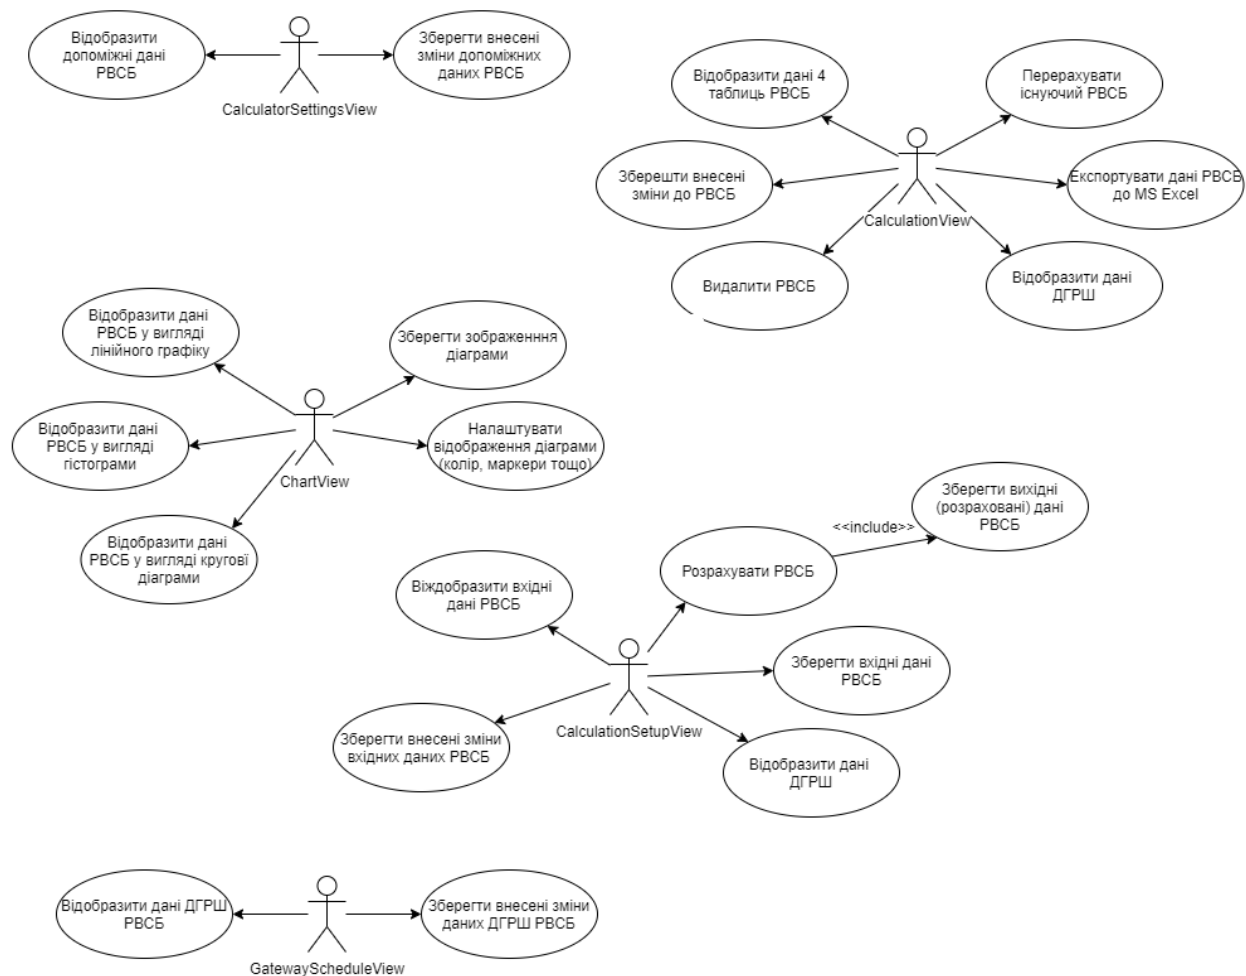 Відобразити
допоміжні дані
РВСБ
Зберегти внесені
зміни допоміжних
даних РВСБ
CalculatorSettingsView
Відобразити дані 4
таблиць РВСБ
Перерахувати
існуючий РВСБ
Зберешти внесені
зміни до РВСБ
Експортувати дані РВСБ
до MS Excel
CalculationView
Видалити РВСБ
Відобразити дані
ДГРШ
Відобразити дані
РВСБ у вигляді
лінійного графіку
Зберегти зображенння
діаграми
Відобразити дані
РВСБ у вигляді
гістограми
Налаштувати
відображення діаграми
(колір, маркери тощо)
ChartView
Відобразити дані
РВСБ у вигляді кругової
діаграми
Зберегти вихідні
(розраховані) дані
РВСБ
<<include>>
Розрахувати РВСБ
Віждобразити вхідні
дані РВСБ
Зберегти вхідні дані
РВСБ
CalculationSetupView
Зберегти внесені зміни
вхідних даних РВСБ
Відобразити дані
ДГРШ
Відобразити дані ДГРШ
РВСБ
Зберегти внесені зміни
даних ДГРШ РВСБ
GatewayScheduleView